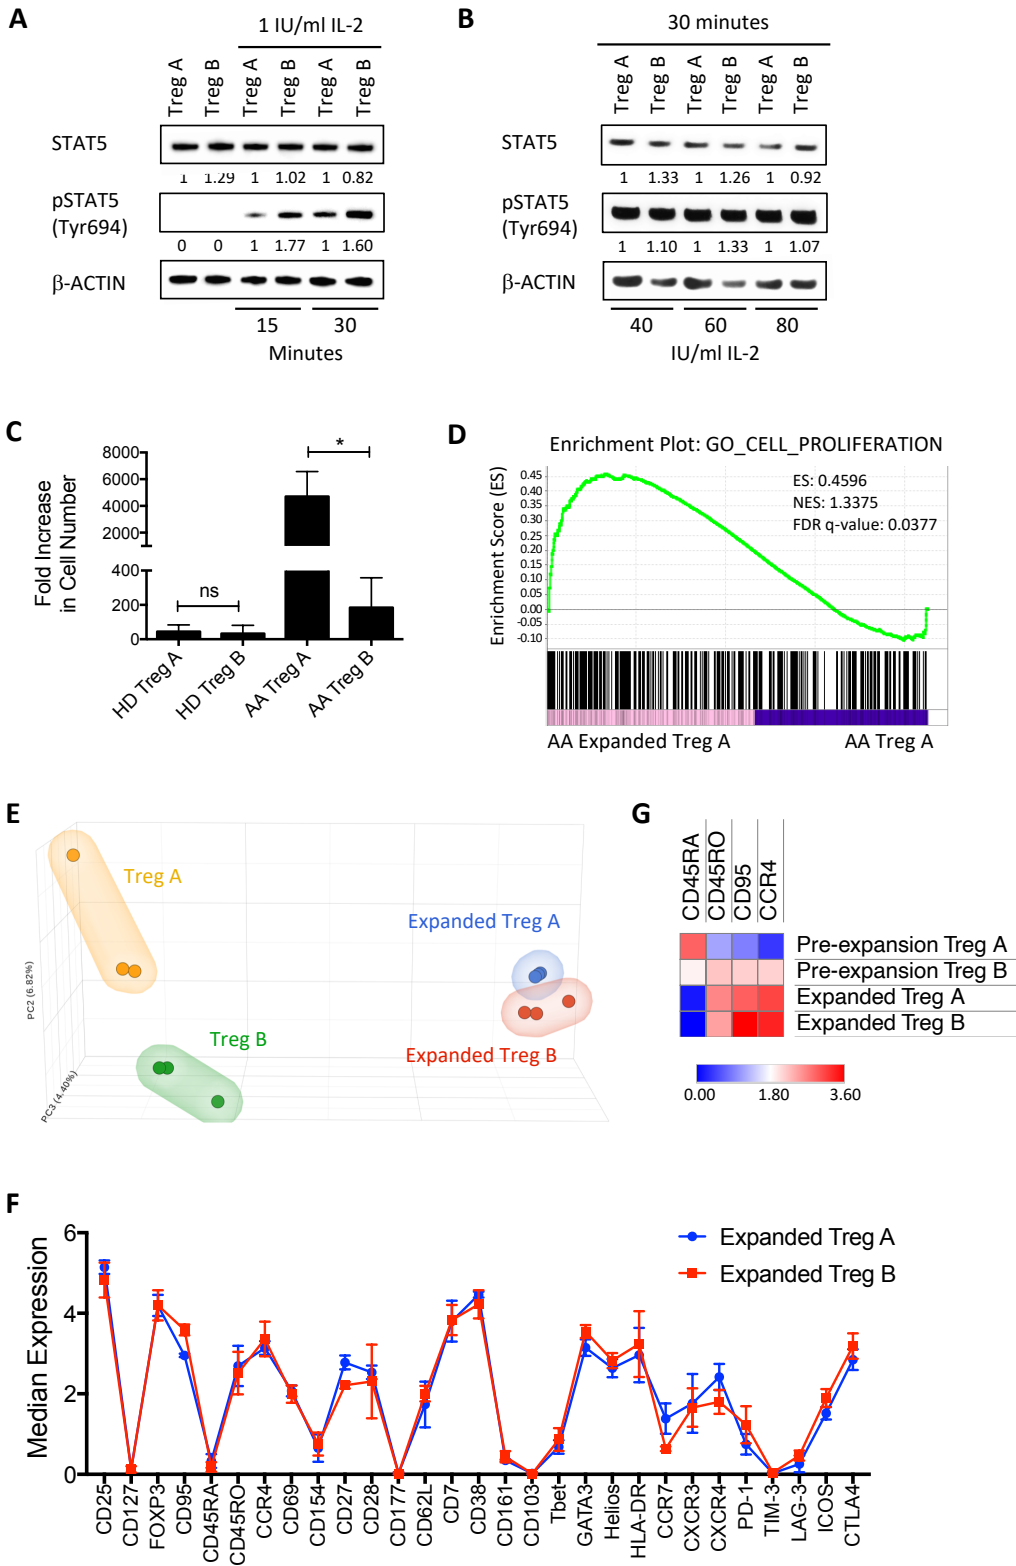 A
1 IU/ml IL-2
Treg A
Treg B
Treg A
Treg B
Treg A
Treg B
STAT5
1 1.29 1 1.02 1 0.82
pSTAT5
(Tyr694)
0 0 1 1.77 1 1.60
β-ACTIN
15 30
Minutes
B
30 minutes
Treg A
Treg B
Treg A
Treg B
Treg A
Treg B
STAT5
1 1.33 1 1.26 1 0.92
pSTAT5
(Tyr694)
1 1.10 1 1.33 1 1.07
β-ACTIN
40 60 80
IU/ml IL-2
C
Fold Increase
in Cell Number
8000
6000
4000
2000
0
400
200
0
ns
*
HD Treg A
HD Treg B
AA Treg A
AA Treg B
D
Enrichment Plot: GO_CELL_PROLIFERATION
Enrichment Score (ES)
0.45
0.40
0.35
0.30
0.25
0.20
0.15
0.10
0.05
0.00
-0.05
-0.10
ES: 0.4596
NES: 1.3375
FDR q-value: 0.0377
AA Expanded Treg A AA Treg A
E
PC2 (6.82%)
PC3 (4.40%)
Treg A
Treg B
Expanded Treg A
Expanded Treg B
G
CD45RA
CD45RO
CD95
CCR4
Pre-expansion Treg A
Pre-expansion Treg B
Expanded Treg A
Expanded Treg B
0.00 1.80 3.60
F
Median Expression
6
4
2
0
Expanded Treg A
Expanded Treg B
CD25
CD127
FOXP3
CD95
CD45RA
CD45RO
CCR4
CD69
CD154
CD27
CD28
CD177
CD62L
CD7
CD38
CD161
CD103
Tbet
GATA3
Helios
HLA-DR
CCR7
CXCR3
CXCR4
PD-1
TIM-3
LAG-3
ICOS
CTLA4